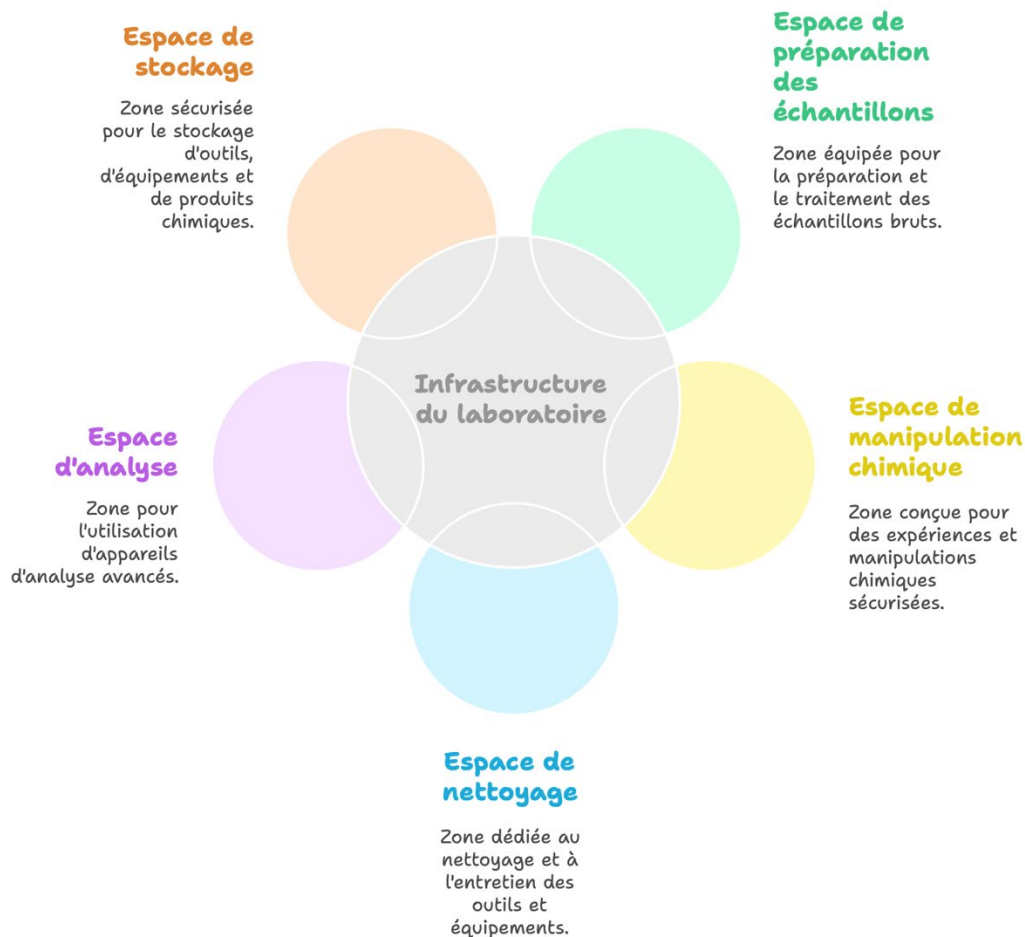 Espace de
stockage
Zone sécurisée
pour le stockage
d'outils,
d'équipements et
de produits
chimiques.
Espace de
préparation
des
échantillons
Zone équipée pour
la préparation et
le traitement des
échantillons bruts.
Infrastructure
du laboratoire
Espace
d'analyse
Zone pour
l'utilisation
d'appareils
d'analyse avancés.
Espace de
manipulation
chimique
Zone conçue pour
des expériences et
manipulations
chimiques
sécurisées.
Espace de
nettoyage
Zone dédiée au
nettoyage et à
l'entretien des
outils et
équipements.